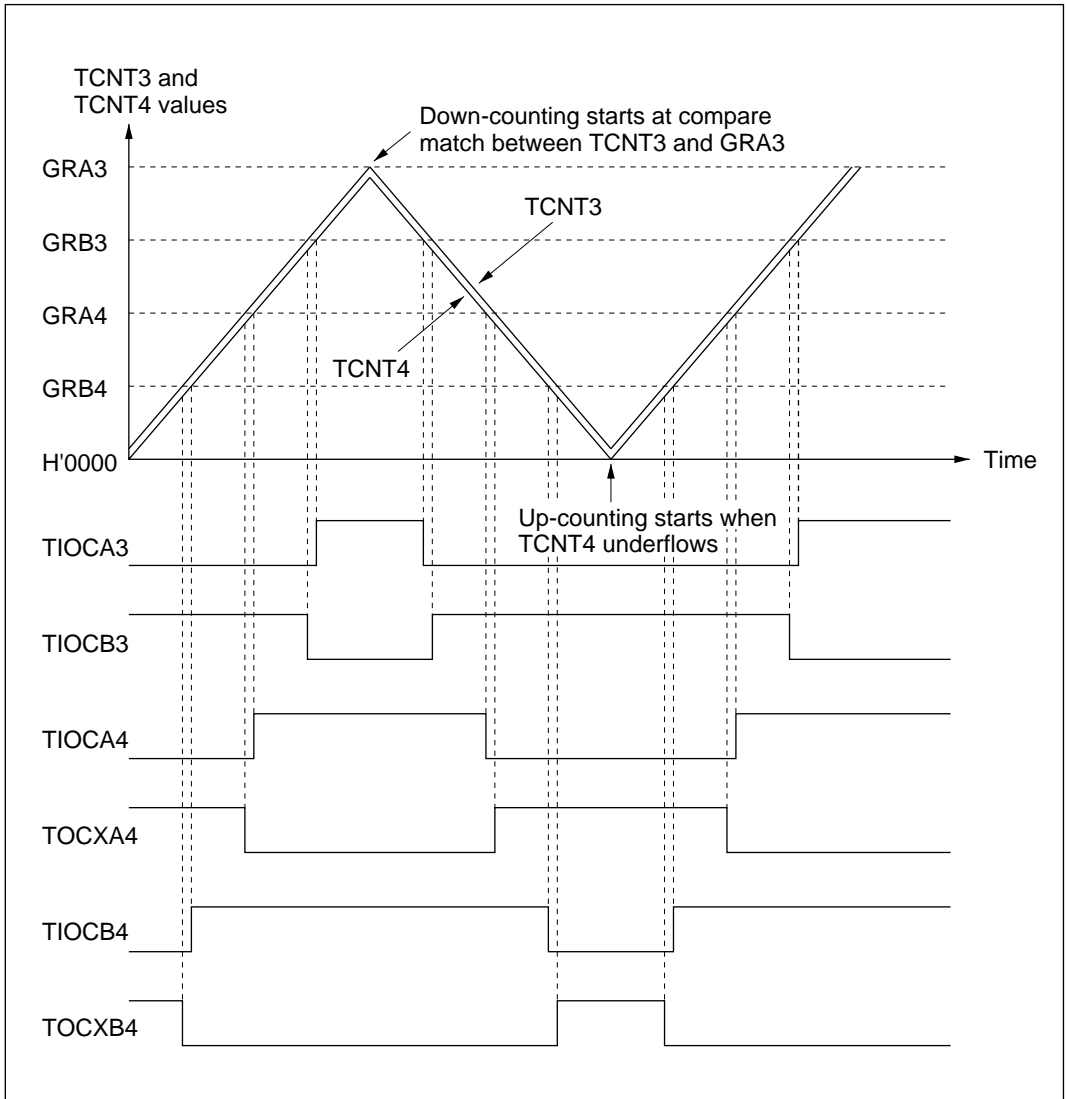 TCNT3 and
TCNT4 values
Down-counting starts at compare
match between TCNT3 and GRA3
GRA3
TCNT3
GRB3
GRA4
TCNT4
GRB4
H'0000
Time
Up-counting starts when
TCNT4 underflows
TIOCA3
TIOCB3
TIOCA4
TOCXA4
TIOCB4
TOCXB4